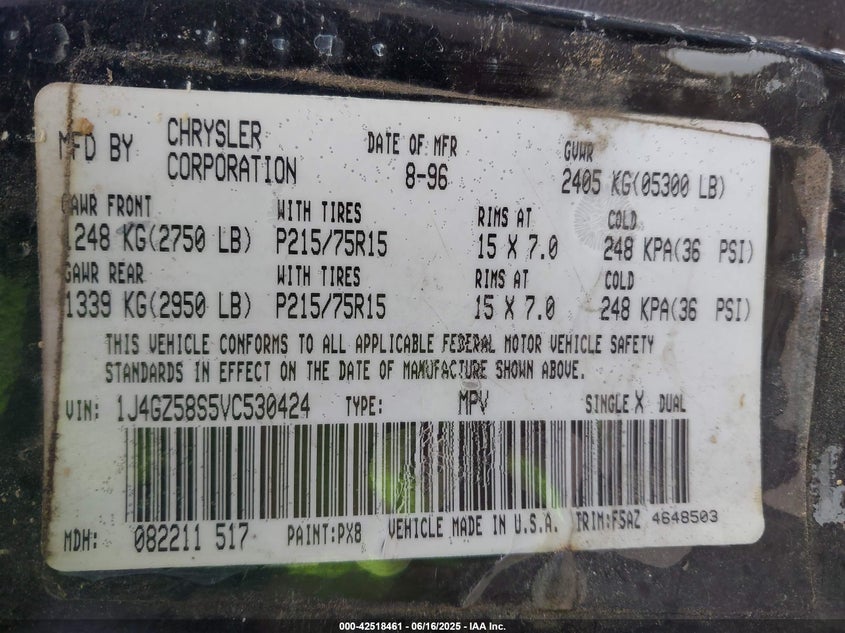 MFD BY CHRYSLER CORPORATION DATE OF MFR 8-96 GVWR 2405 KG(05300 LB)
GAWR FRONT WITH TIRES RIMS AT COLD
1248 KG(2750 LB) P215/75R15 15 X 7.0 248 KPA(36 PSI)
GAWR REAR WITH TIRES RIMS AT COLD
1339 KG(2950 LB) P215/75R15 15 X 7.0 248 KPA(36 PSI)
THIS VEHICLE CONFORMS TO ALL APPLICABLE FEDERAL MOTOR VEHICLE SAFETY
STANDARDS IN EFFECT ON THE DATE OF MANUFACTURE SHOWN ABOVE.
VIN: 1J4GZ58S5VC530424 TYPE: MPV SINGLE X DUAL
MDH: 082211 517 PAINT:PX8 VEHICLE MADE IN U.S.A. TRIM:F5AZ 4648503
000-42518461 - 06/16/2025 - IAA Inc.